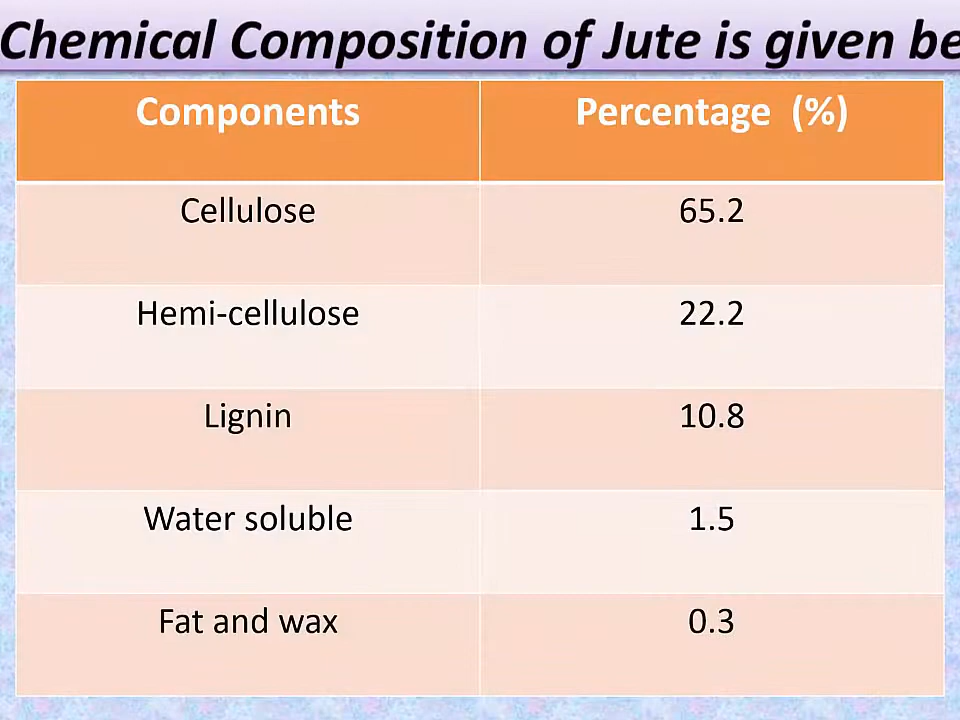 Chemical Composition of Jute is given be
Components Percentage (%)
Cellulose 65.2
Hemi-cellulose 22.2
Lignin 10.8
Water soluble 1.5
Fat and wax 0.3